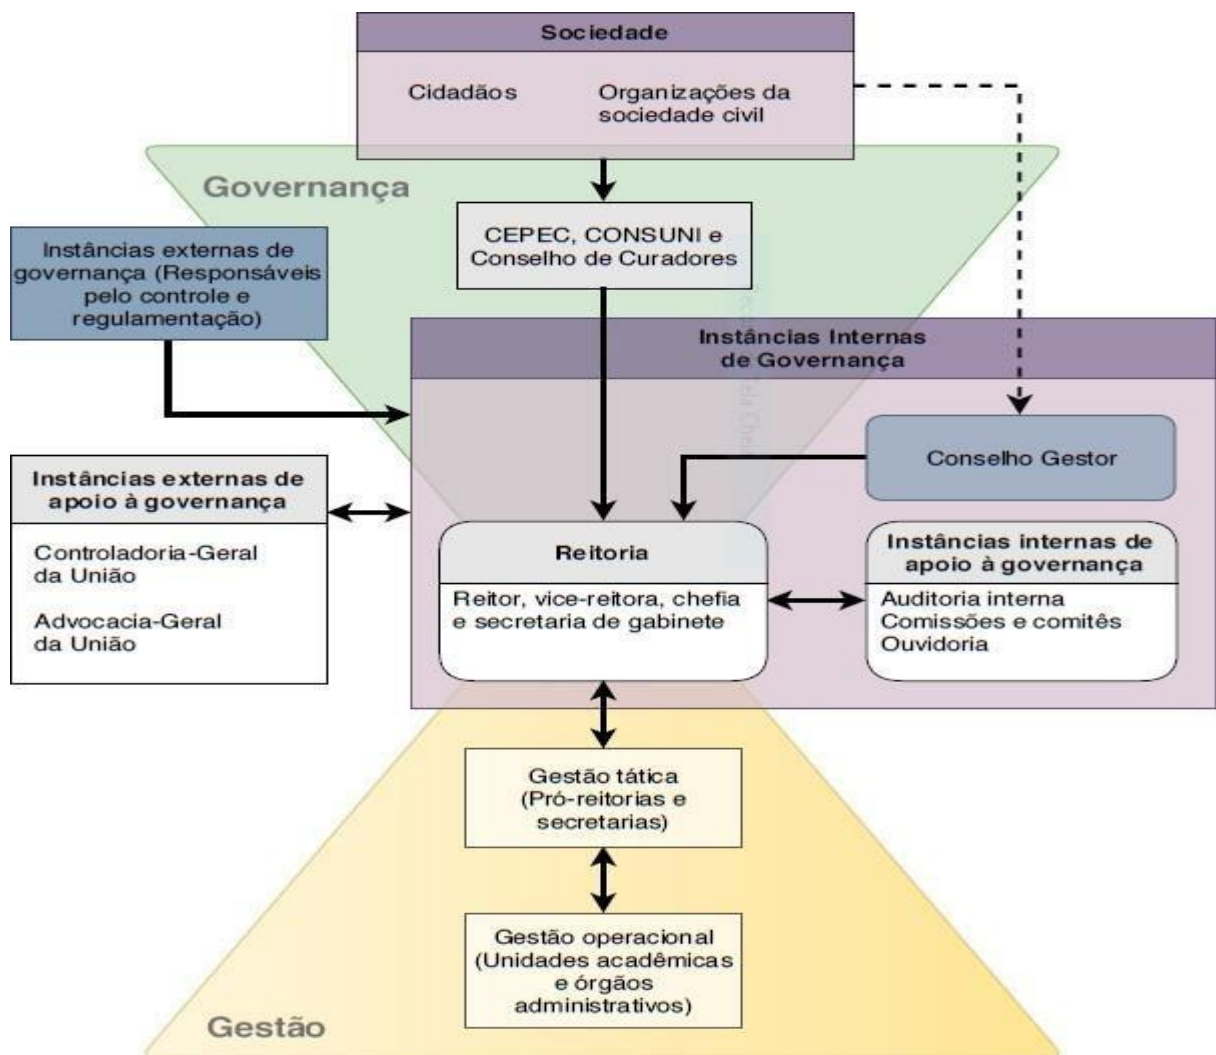 Sociedade
Cidadãos
Organizações da
sociedade civil
Governança
CEPEC, CONSUNI e
Conselho de Curadores
Instâncias externas de
governança (Responsáveis
pelo controle e
regulamentação)
Instâncias Internas
de Governança
Conselho Gestor
Instâncias externas de
apoio à governança
Controladoria-Geral
da União
Advocacia-Geral
da União
Reitoria
Reitor, vice-reitora, chefia
e secretaria de gabinete
Instâncias internas de
apoio à governança
Auditoria interna
Comissões e comitês
Ouvidoria
Gestão tática
(Pró-reitorias e
secretarias)
Gestão operacional
(Unidades acadêmicas
e órgãos
administrativos)
Gestão